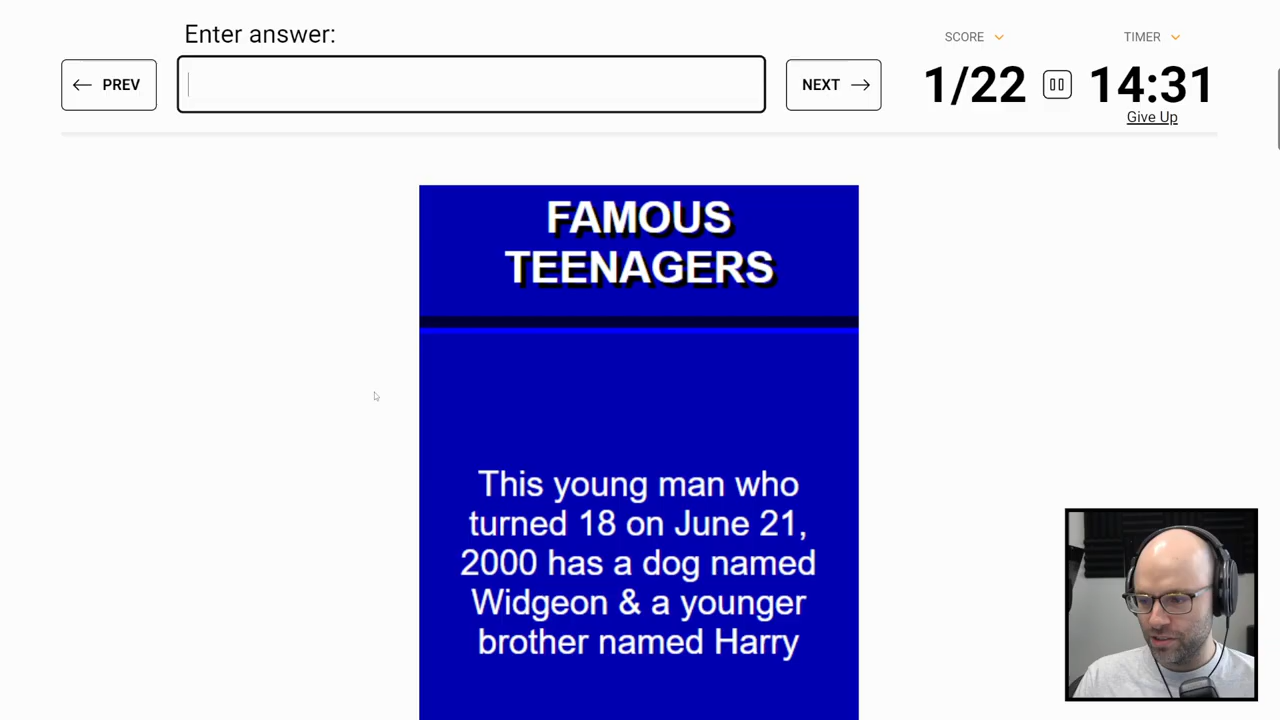 Enter answer:
PREV
NEXT
SCORE
1/22
TIMER
14:31
Give Up
FAMOUS
TEENAGERS
This young man who
turned 18 on June 21,
2000 has a dog named
Widgeon & a younger
brother named Harry